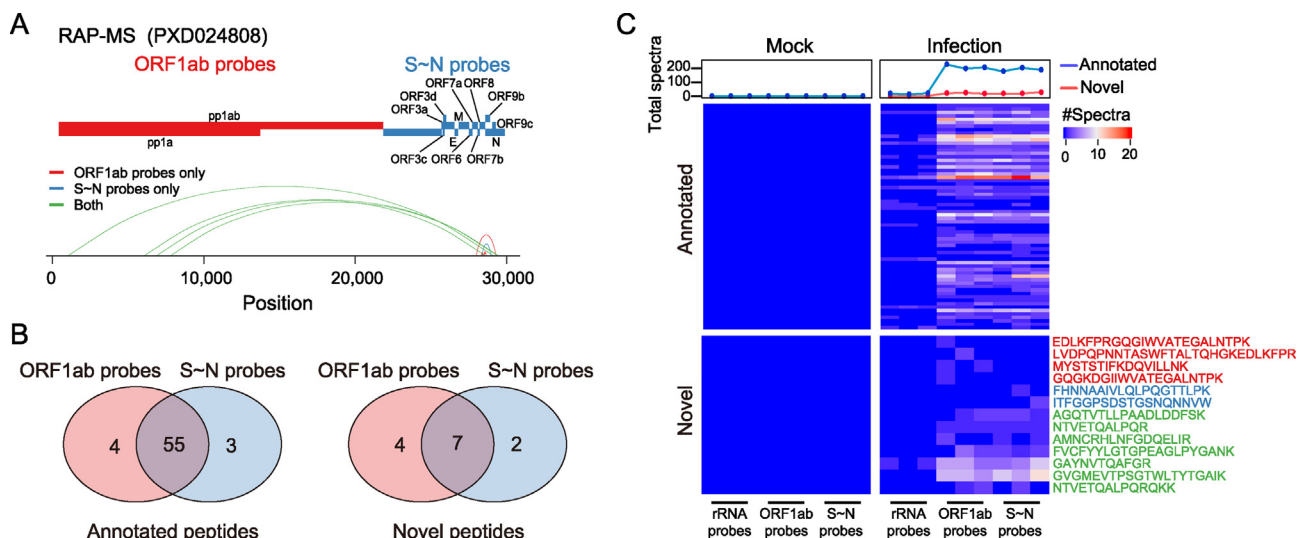 A
RAP-MS (PXD024808)
ORF1ab probes
S~N probes
ORF7a
ORF8
ORF3d
ORF9b
ORF3a
M
pp1ab
ORF9c
pp1a
E
N
ORF3c
ORF6
ORF7b
ORF1ab probes only
S~N probes only
Both
0
10,000
20,000
30,000
Position
B
ORF1ab probes
S~N probes
4
55
3
Annotated peptides
ORF1ab probes
S~N probes
4
7
2
Novel peptides
C
Mock
Infection
Total spectra
200
100
0
Annotated
Novel
#Spectra
0
10
20
Annotated
Novel
EDLKFPRGQGIWVATEGALNTPK
LVDPQPNNTASWFTALTQHGKEDLKFPR
MYSTSTIFKDQVILLNK
GQGKDGIIWVATEGALNTPK
FHNNAAIVLQLPQGTTLPK
ITFGGPSDSTGSNQNNVW
AGQTVTLLPAADLDDFSK
NTVETQALPQR
AMNCRHLNFGDQELIR
FVCFYYLGTGPEAGLPYGANK
GAYNVTQAFGR
GVGMEVTPSGTWLTYTGAIK
NTVETQALPQRQKK
rRNA probes
ORF1ab probes
S~N probes
rRNA probes
ORF1ab probes
S~N probes